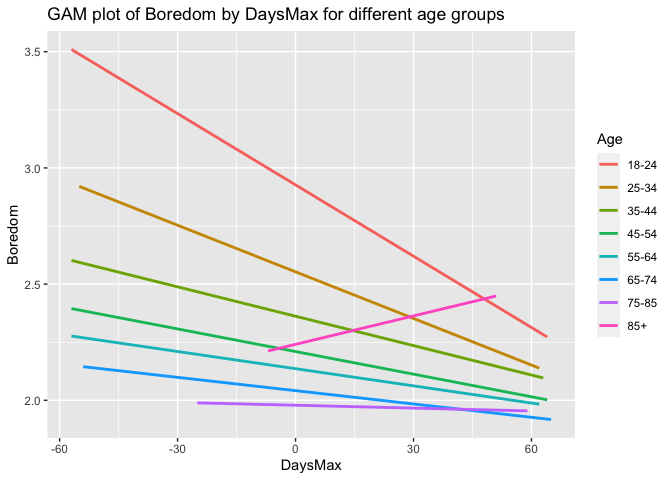 GAM plot of Boredom by DaysMax for different age groups
3.5
3.0
2.5
2.0
Boredom
-60 -30 0 30 60
DaysMax
Age
18-24
25-34
35-44
45-54
55-64
65-74
75-85
85+